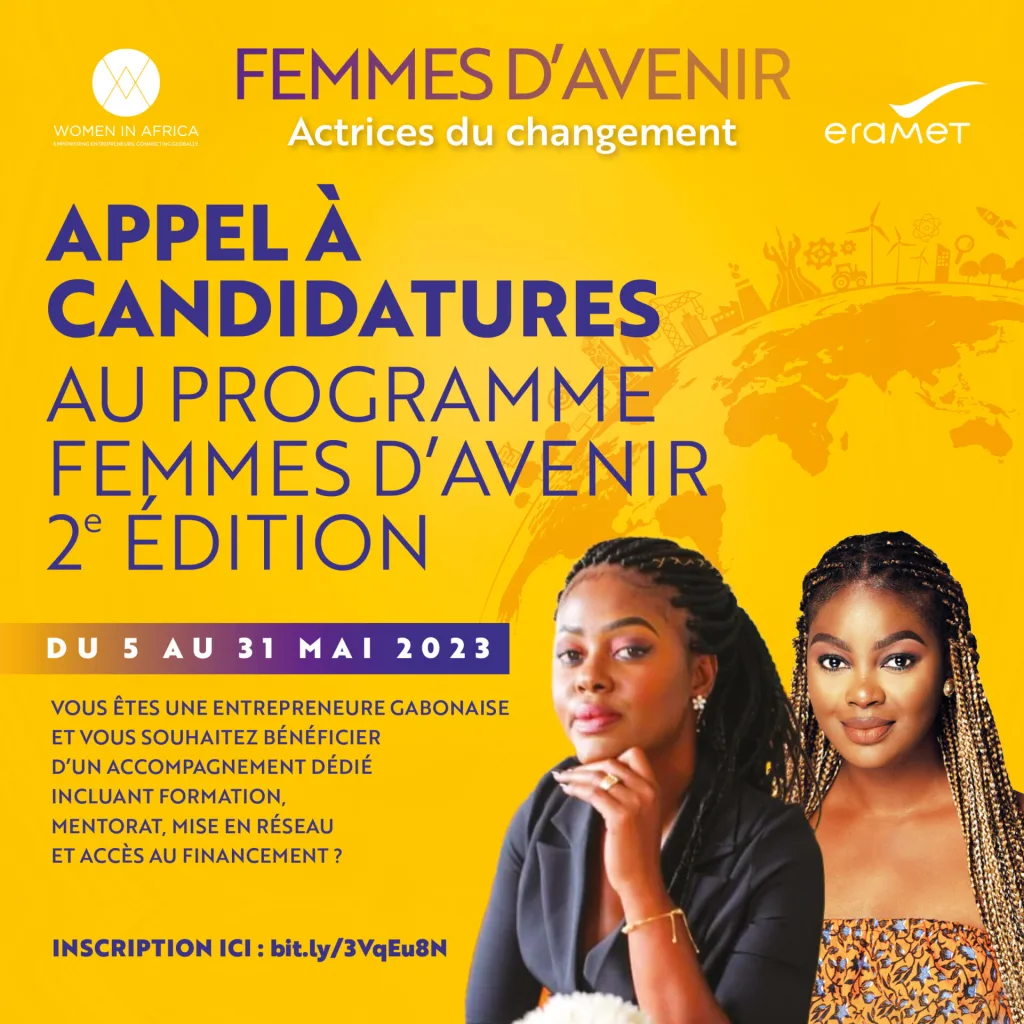 WOMEN IN AFRICA
EMPOWERING ENTREPRENEURS, CONNECTING GLOBALLY
FEMMES D'AVENIR
Actrices du changement
eramet
APPEL À
CANDIDATURES
AU PROGRAMME
FEMMES D'AVENIR
2e ÉDITION
DU 5 AU 31 MAI 2023
VOUS ÊTES UNE ENTREPRENEURE GABONAISE
ET VOUS SOUHAITEZ BÉNÉFICIER
D'UN ACCOMPAGNEMENT DÉDIÉ
INCLUANT FORMATION,
MENTORAT, MISE EN RÉSEAU
ET ACCÈS AU FINANCEMENT ?
INSCRIPTION ICI : bit.ly/3VqEu8N